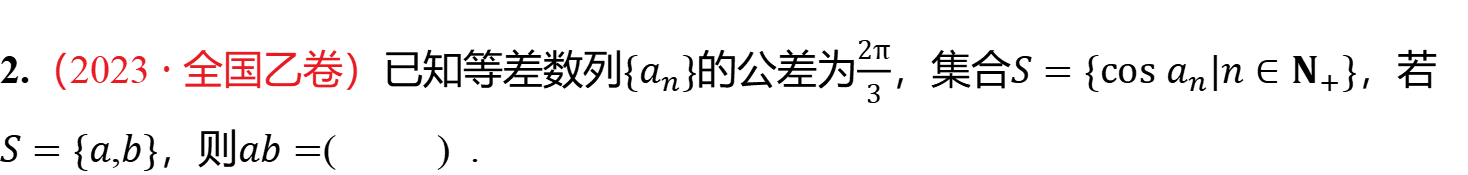 2.（2023 · 全国乙卷）已知等差数列{aₙ}的公差为2π/3，集合S = {cos aₙ|n ∈ N₊}，若
S = {a,b}，则ab =(　　).